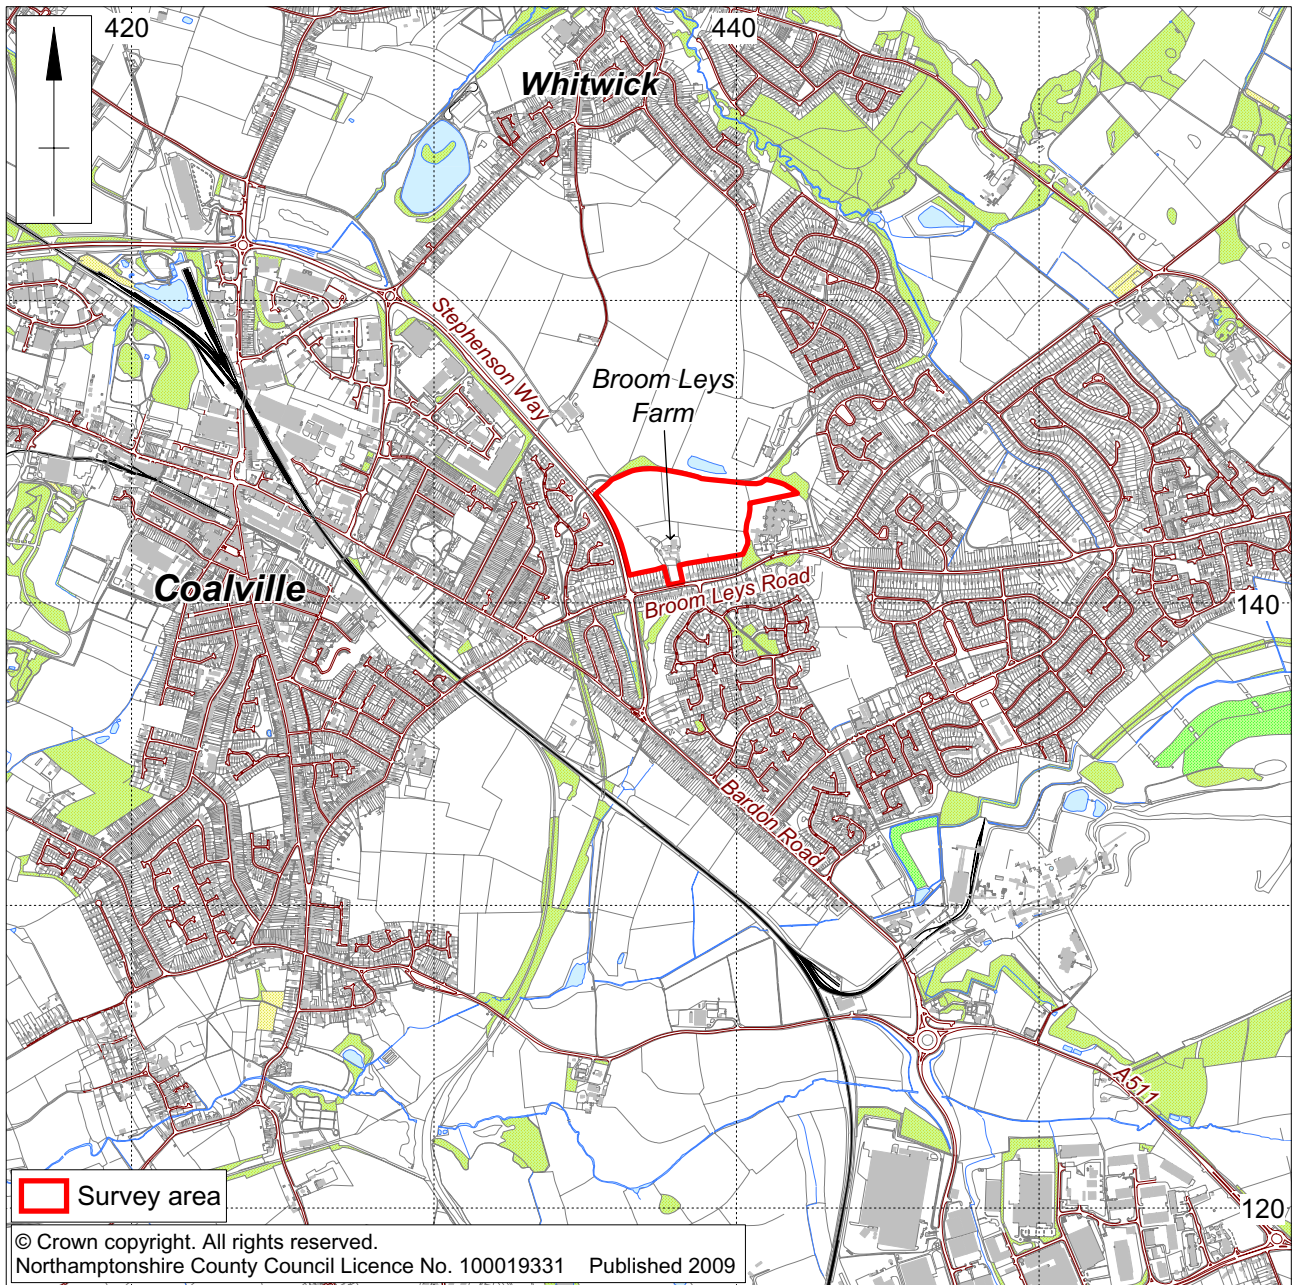 420
440
Whitwick
Stephenson Way
Broom Leys
Farm
Coalville
Broom Leys Road
140
Bardon Road
A511
120
Survey area
© Crown copyright. All rights reserved.
Northamptonshire County Council Licence No. 100019331 Published 2009